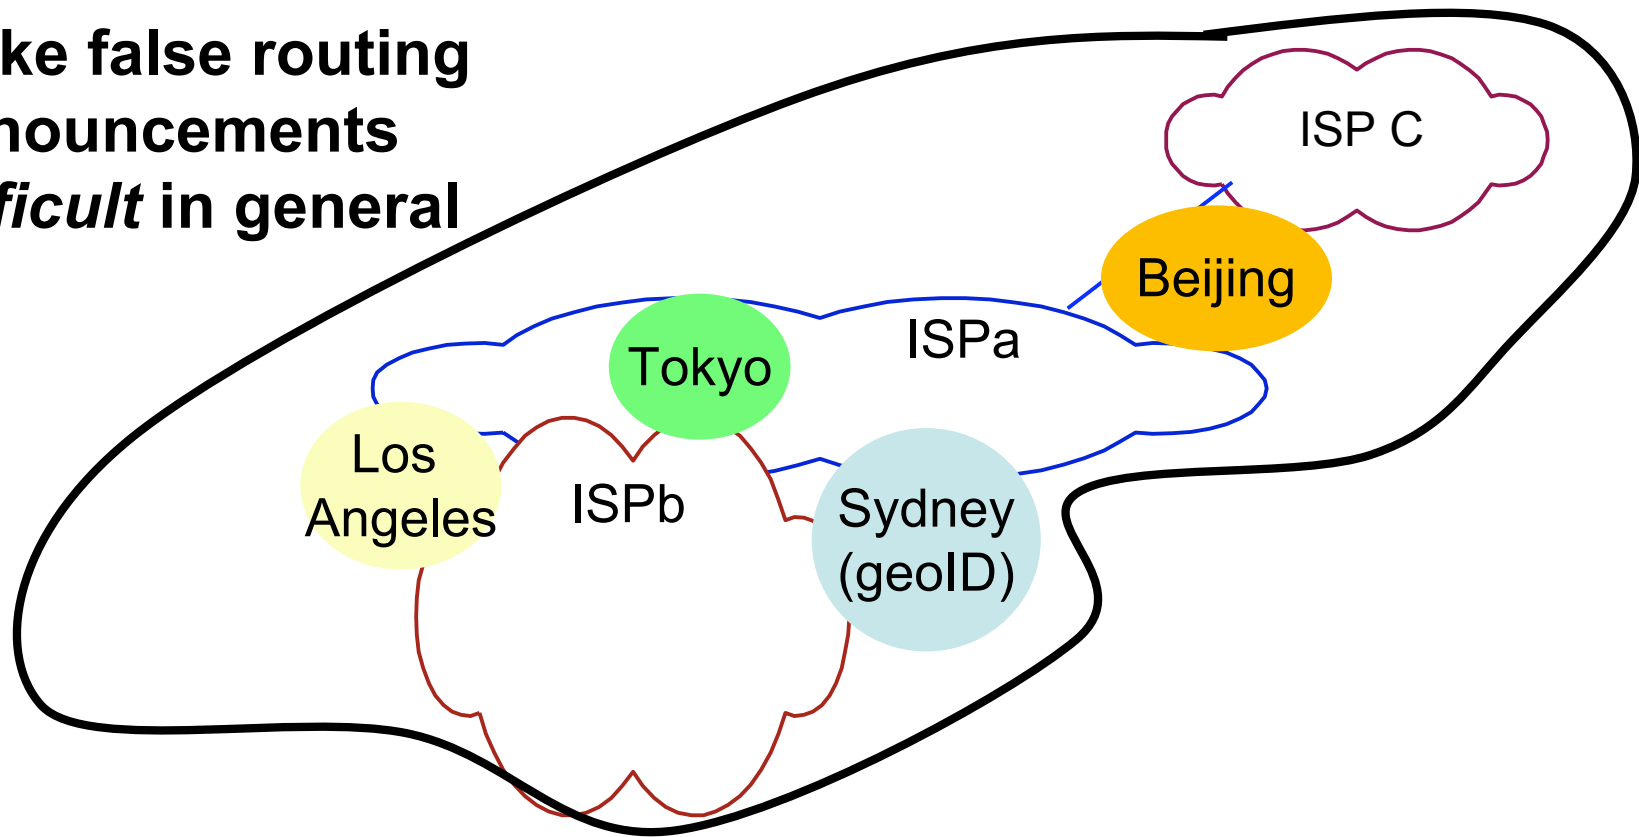 ke false routing
nouncements
ficult in general
ISP C
Beijing
ISPa
Tokyo
Los
Angeles
ISPb
Sydney
(geoID)